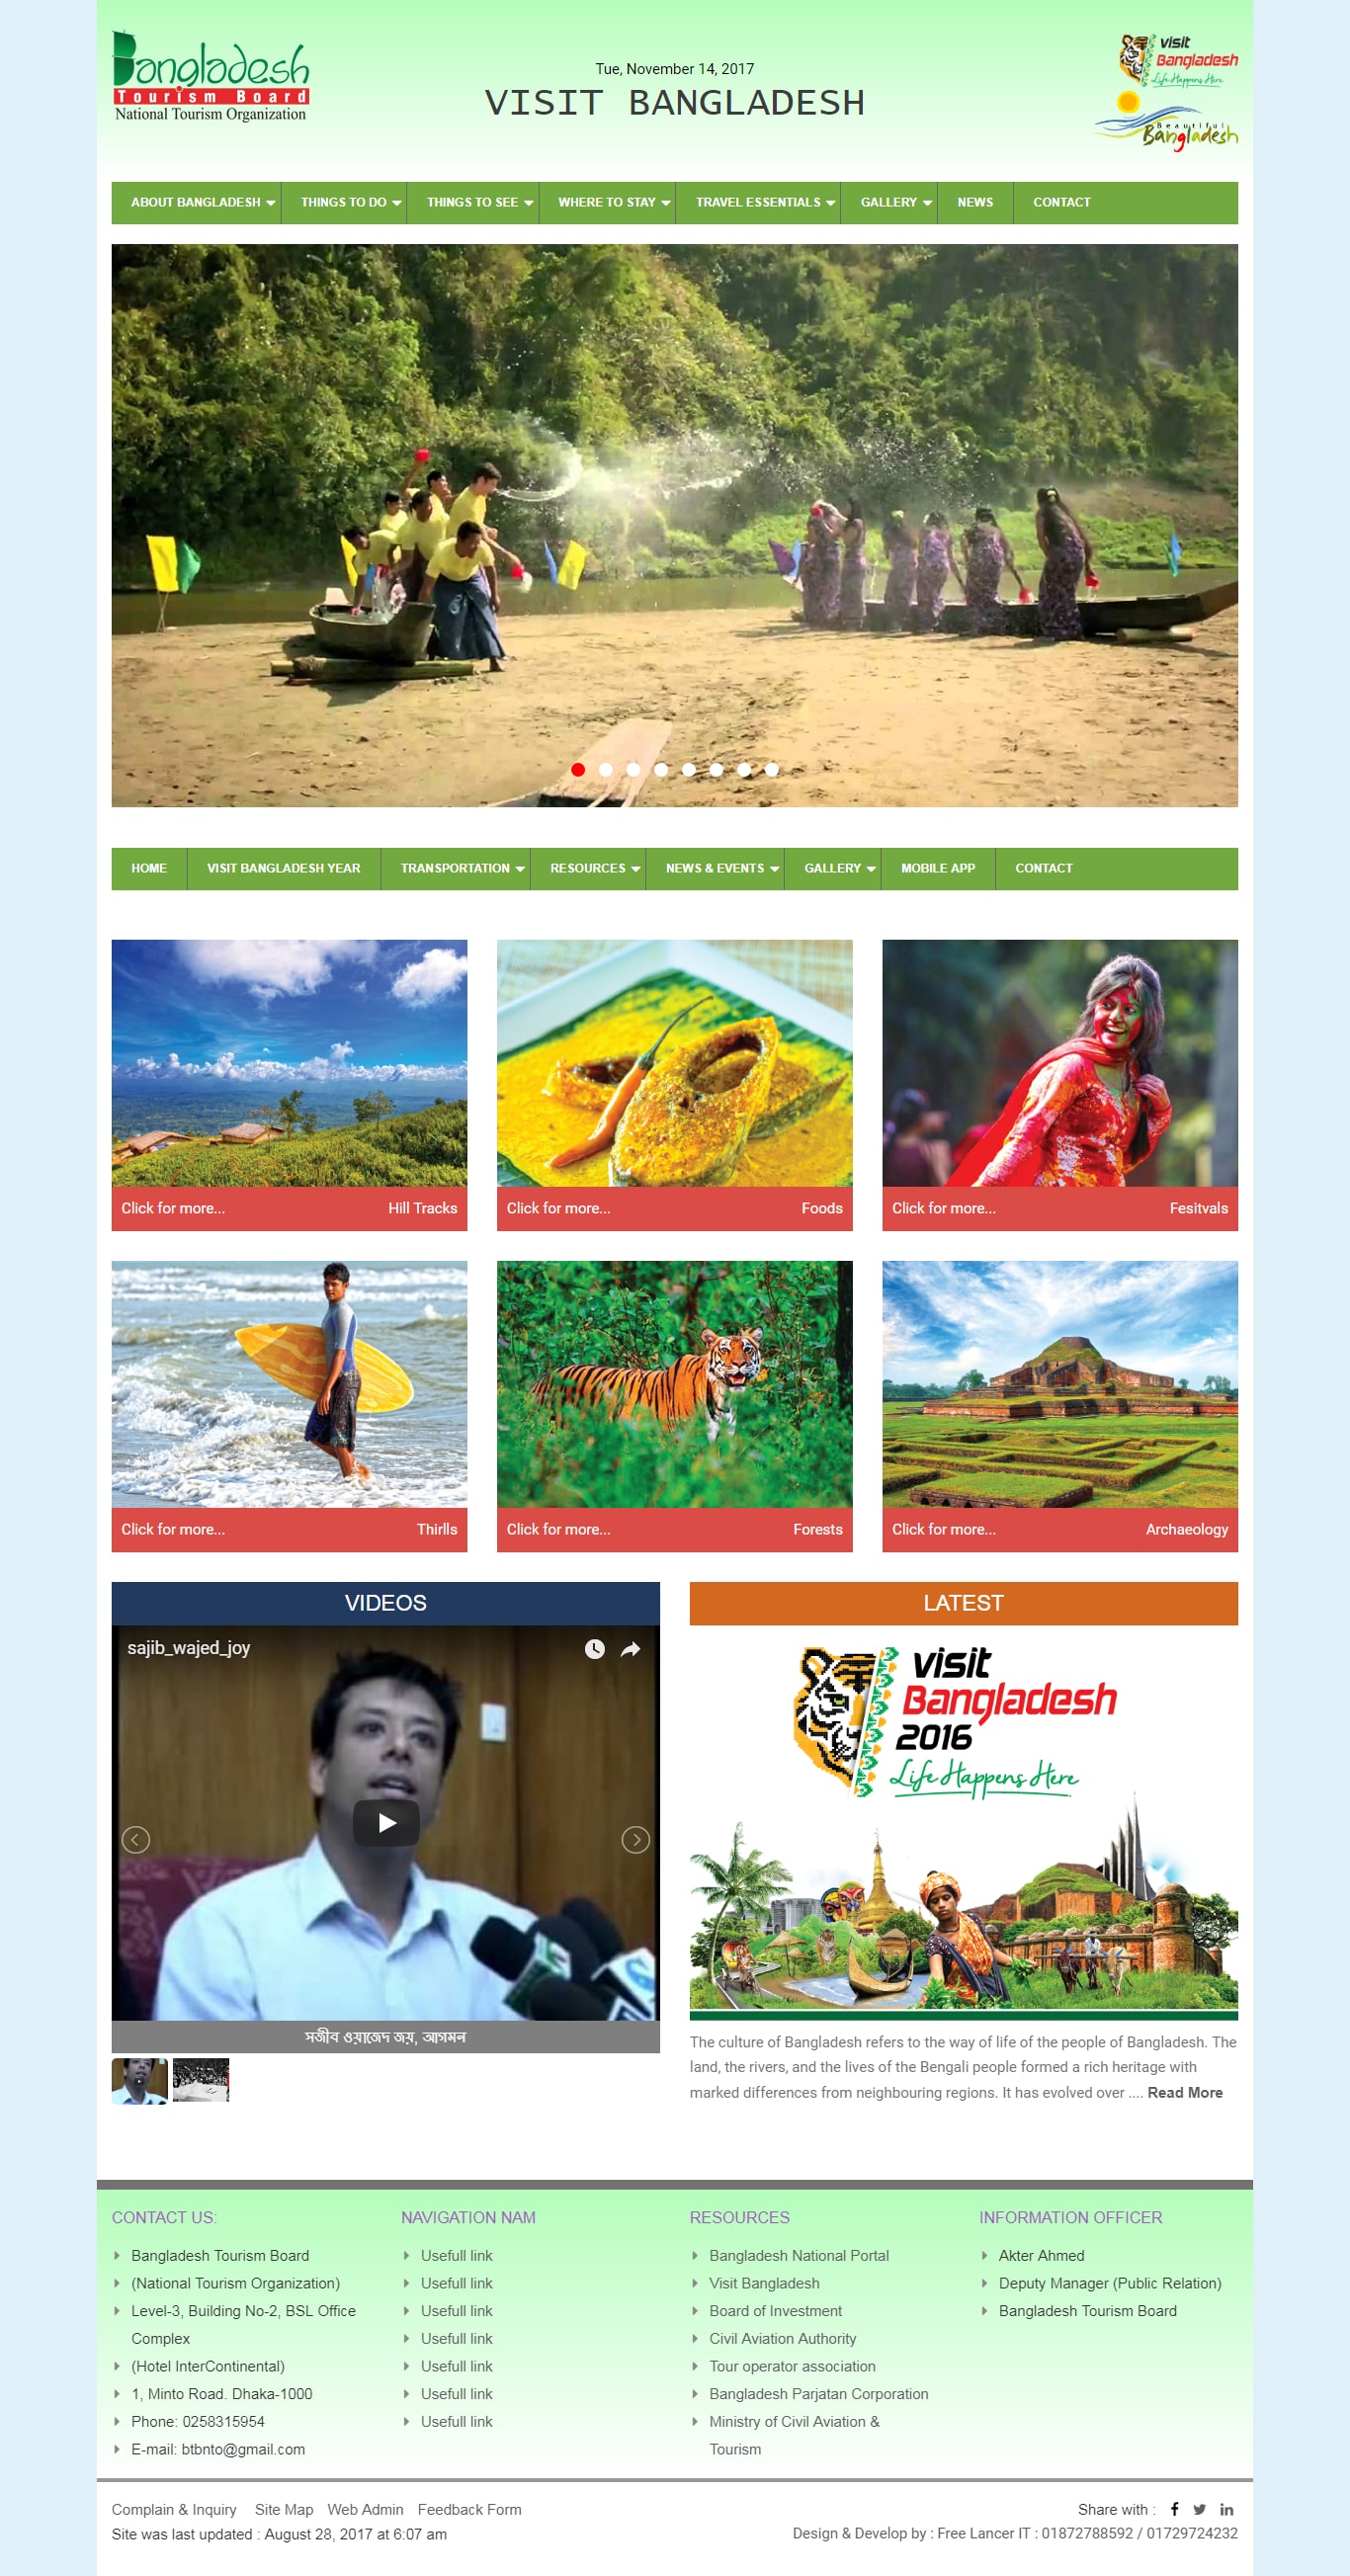 Bangladesh
Tourism Board
National Tourism Organization
Tue, November 14, 2017
VISIT BANGLADESH
visit
Bangladesh
Life Happens Here
Beautiful
Bangladesh
ABOUT BANGLADESH THINGS TO DO THINGS TO SEE WHERE TO STAY TRAVEL ESSENTIALS GALLERY NEWS CONTACT
HOME VISIT BANGLADESH YEAR TRANSPORTATION RESOURCES NEWS & EVENTS GALLERY MOBILE APP CONTACT
Click for more... Hill Tracks
Click for more... Foods
Click for more... Fesitvals
Click for more... Thirlls
Click for more... Forests
Click for more... Archaeology
VIDEOS
sajib_wajed_joy
সজীব ওয়াজেদ জয়, আগমন
LATEST
visit
Bangladesh
2016
Life Happens Here
The culture of Bangladesh refers to the way of life of the people of Bangladesh. The
land, the rivers, and the lives of the Bengali people formed a rich heritage with
marked differences from neighbouring regions. It has evolved over .... Read More
CONTACT US:
Bangladesh Tourism Board
(National Tourism Organization)
Level-3, Building No-2, BSL Office
Complex
(Hotel InterContinental)
1, Minto Road. Dhaka-1000
Phone: 0258315954
E-mail: btbnto@gmail.com
NAVIGATION NAM
Usefull link
Usefull link
Usefull link
Usefull link
Usefull link
Usefull link
Usefull link
RESOURCES
Bangladesh National Portal
Visit Bangladesh
Board of Investment
Civil Aviation Authority
Tour operator association
Bangladesh Parjatan Corporation
Ministry of Civil Aviation &
Tourism
INFORMATION OFFICER
Akter Ahmed
Deputy Manager (Public Relation)
Bangladesh Tourism Board
Complain & Inquiry Site Map Web Admin Feedback Form
Site was last updated : August 28, 2017 at 6:07 am
Share with :
Design & Develop by : Free Lancer IT : 01872788592 / 01729724232